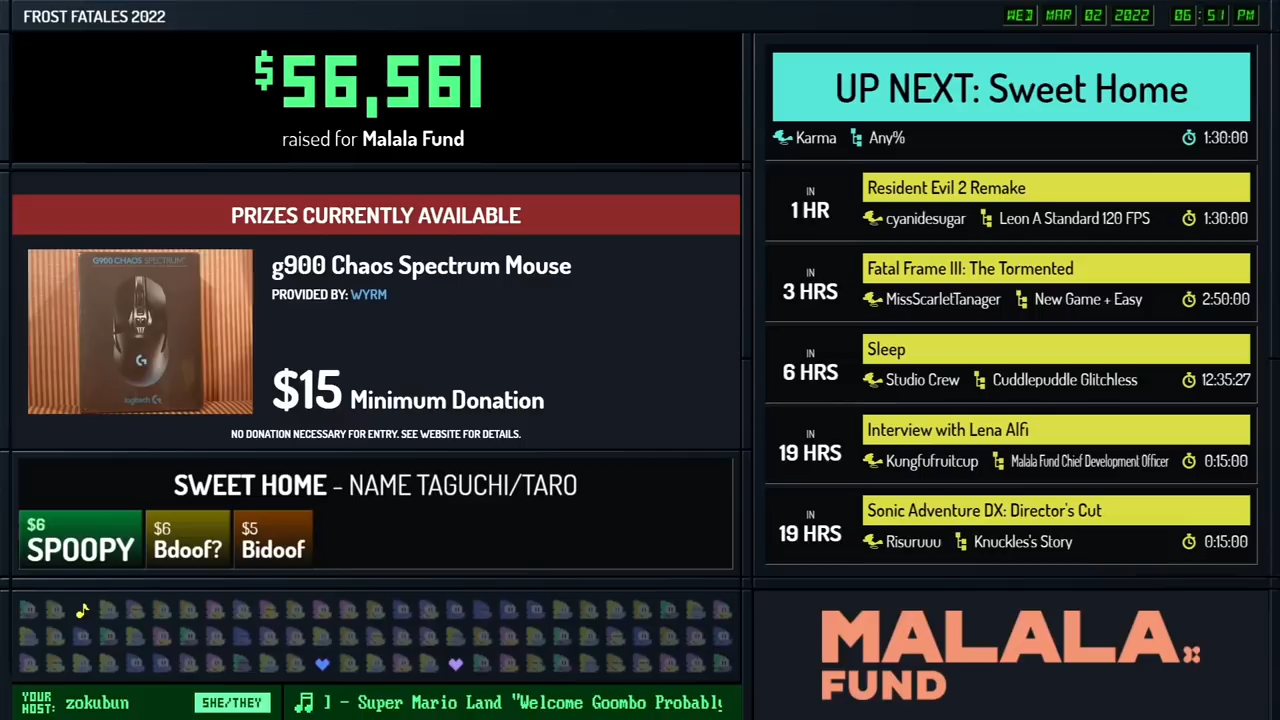 FROST FATALES 2022
WED MAR 02 2022 06:51 PM
$56,561
raised for Malala Fund
PRIZES CURRENTLY AVAILABLE
G900 CHAOS SPECTRUM
logitech G
g900 Chaos Spectrum Mouse
PROVIDED BY: WYRM
$15 Minimum Donation
NO DONATION NECESSARY FOR ENTRY. SEE WEBSITE FOR DETAILS.
SWEET HOME - NAME TAGUCHI/TARO
$6 SPOOPY
$6 Bdoof?
$5 Bidoof
YOUR HOST: zokubun SHE/THEY
] - Super Mario Land "Welcome Goombo Probably
UP NEXT: Sweet Home
Karma Any% 1:30:00
IN 1 HR
Resident Evil 2 Remake
cyanidesugar Leon A Standard 120 FPS 1:30:00
IN 3 HRS
Fatal Frame III: The Tormented
MissScarletTanager New Game + Easy 2:50:00
IN 6 HRS
Sleep
Studio Crew Cuddlepuddle Glitchless 12:35:27
IN 19 HRS
Interview with Lena Alfi
Kungfufruitcup Malala Fund Chief Development Officer 0:15:00
IN 19 HRS
Sonic Adventure DX: Director's Cut
Risuruuu Knuckles's Story 0:15:00
MALALA
FUND